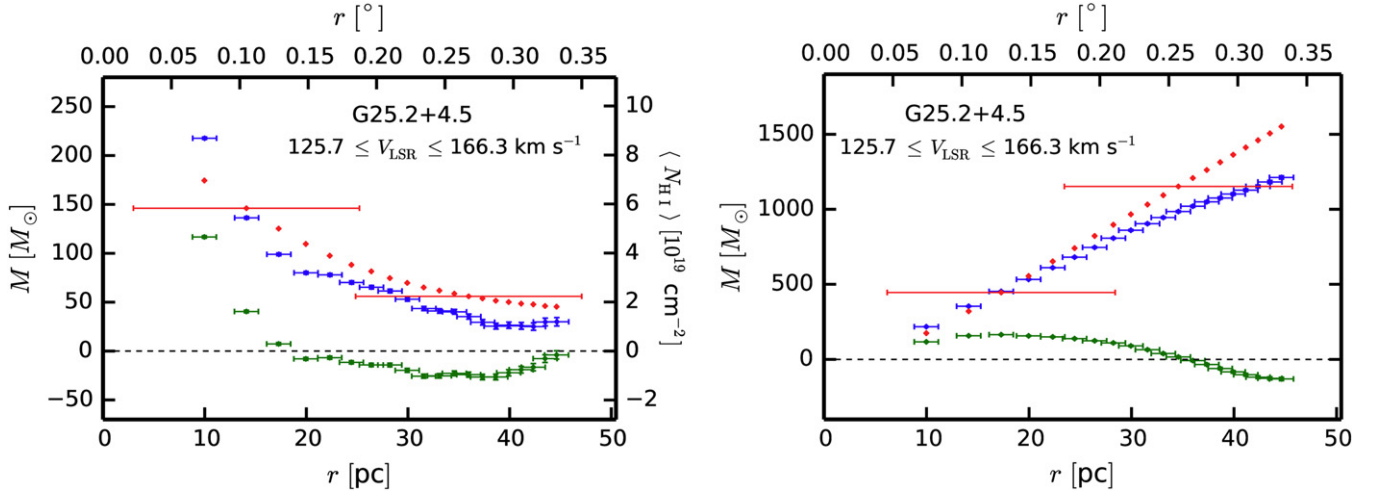 r [°]
0.00 0.05 0.10 0.15 0.20 0.25 0.30 0.35
G25.2+4.5
125.7 ≤ V_LSR ≤ 166.3 km s⁻¹
250
200
150
100
50
0
−50
M [M⊙]
10
8
6
4
2
0
−2
⟨ N_H I ⟩ [10¹⁹ cm⁻²]
0 10 20 30 40 50
r [pc]
r [°]
0.00 0.05 0.10 0.15 0.20 0.25 0.30 0.35
G25.2+4.5
125.7 ≤ V_LSR ≤ 166.3 km s⁻¹
1500
1000
500
0
M [M⊙]
0 10 20 30 40 50
r [pc]